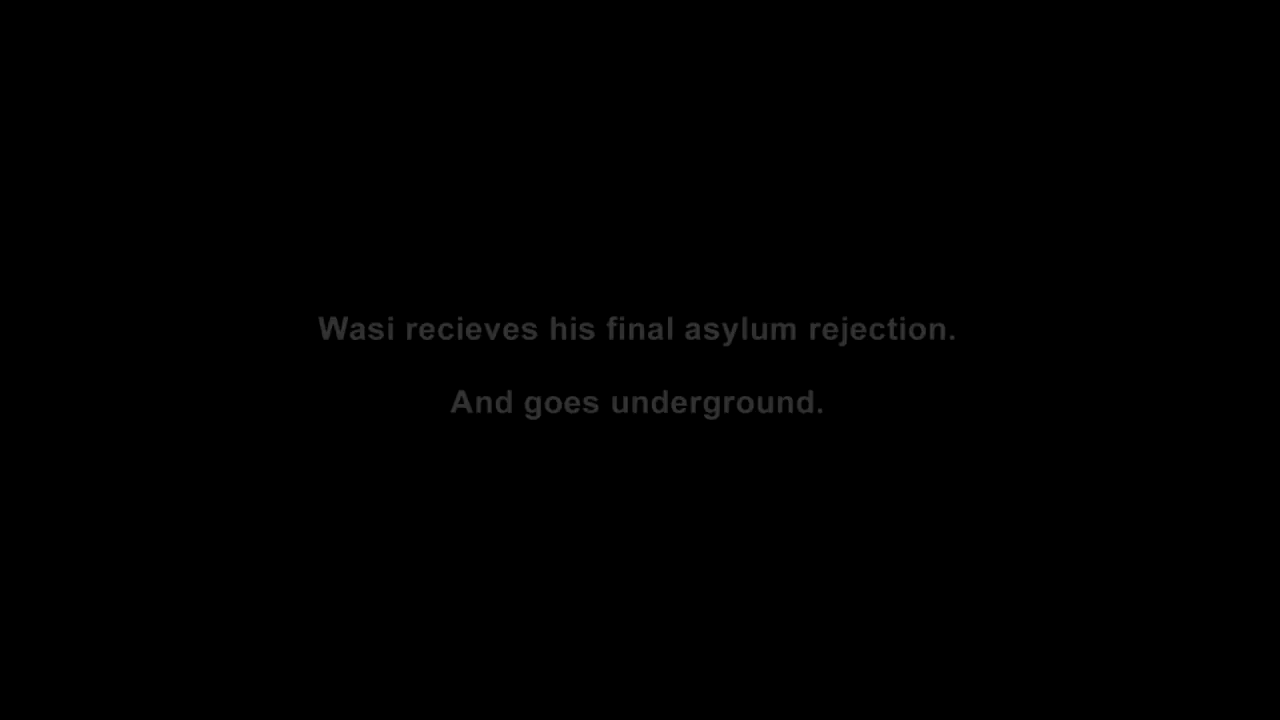 Wasi recieves his final asylum rejection.
And goes underground.